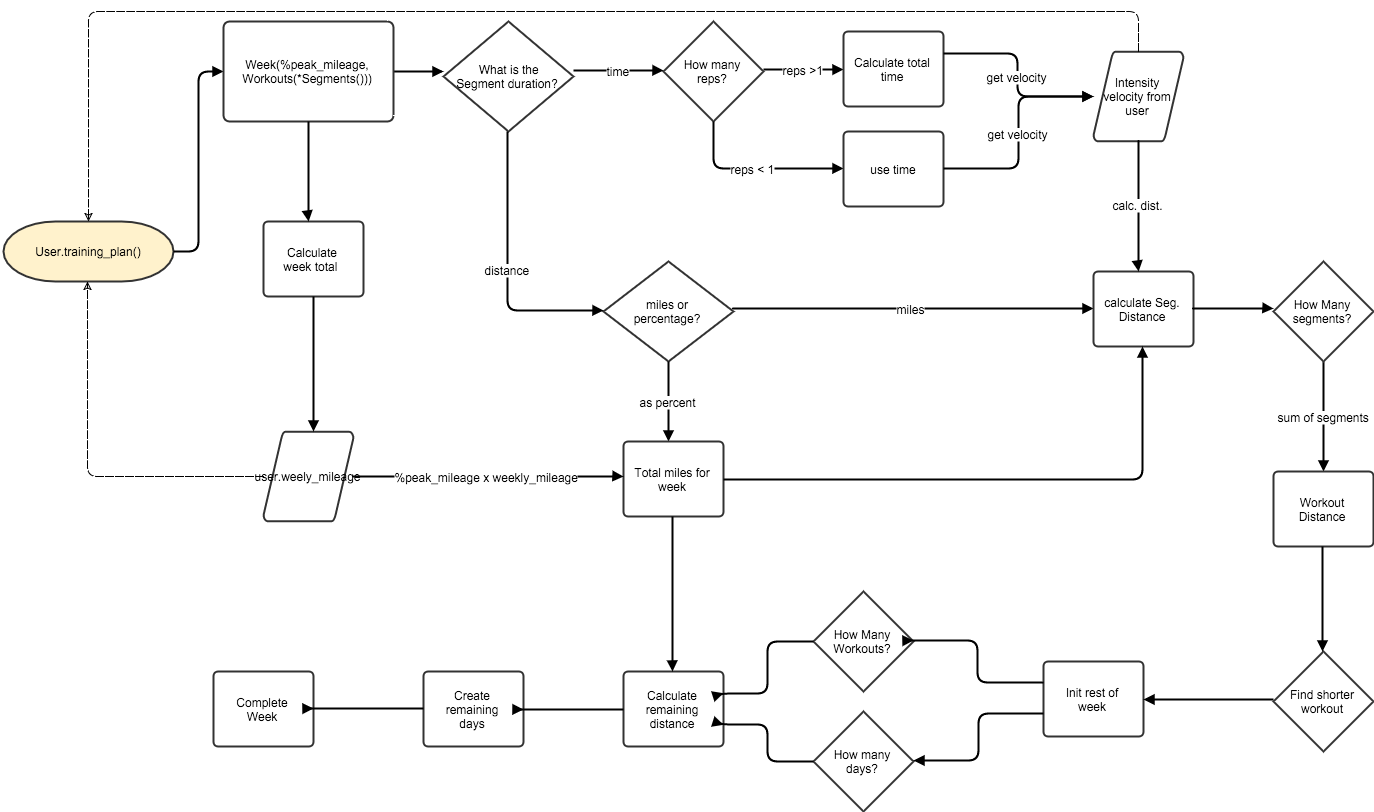 Week(%peak_mileage,
Workouts(*Segments()))
What is the
Segment duration?
time
How many
reps?
reps >1
Calculate total
time
get velocity
Intensity
velocity from
user
get velocity
reps < 1
use time
calc. dist.
User.training_plan()
Calculate
week total
distance
miles or
percentage?
miles
calculate Seg.
Distance
How Many
segments?
as percent
sum of segments
user.weely_mileage
%peak_mileage x weekly_mileage
Total miles for
week
Workout
Distance
How Many
Workouts?
Complete
Week
Create
remaining
days
Calculate
remaining
distance
Init rest of
week
Find shorter
workout
How many
days?